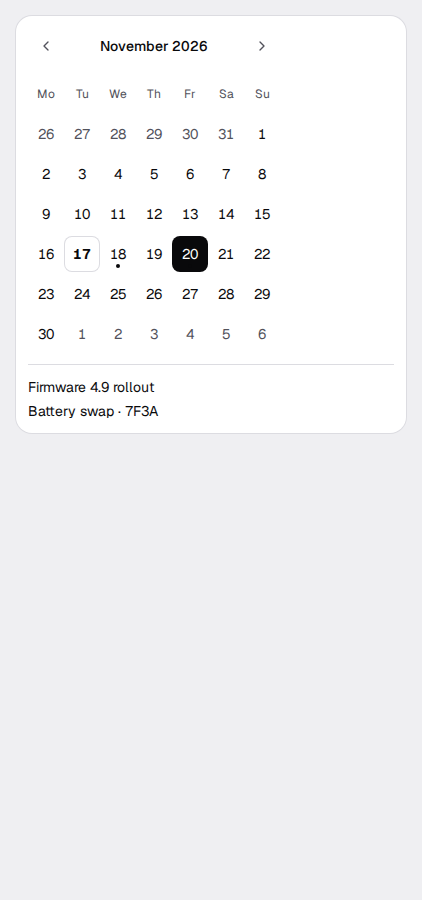 November 2026
Mo Tu We Th Fr Sa Su
26 27 28 29 30 31 1
2 3 4 5 6 7 8
9 10 11 12 13 14 15
16 17 18 19 20 21 22
23 24 25 26 27 28 29
30 1 2 3 4 5 6
Firmware 4.9 rollout
Battery swap · 7F3A